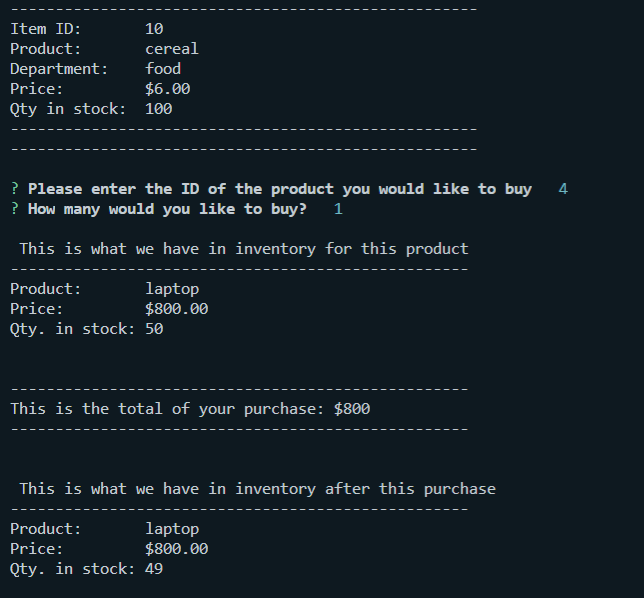 ----------------------------------------------------
Item ID:       10
Product:       cereal
Department:    food
Price:         $6.00
Qty in stock:  100
----------------------------------------------------
----------------------------------------------------
? Please enter the ID of the product you would like to buy   4
? How many would you like to buy?   1
 This is what we have in inventory for this product
---------------------------------------------------
Product:       laptop
Price:         $800.00
Qty. in stock: 50
---------------------------------------------------
This is the total of your purchase: $800
---------------------------------------------------
 This is what we have in inventory after this purchase
---------------------------------------------------
Product:       laptop
Price:         $800.00
Qty. in stock: 49